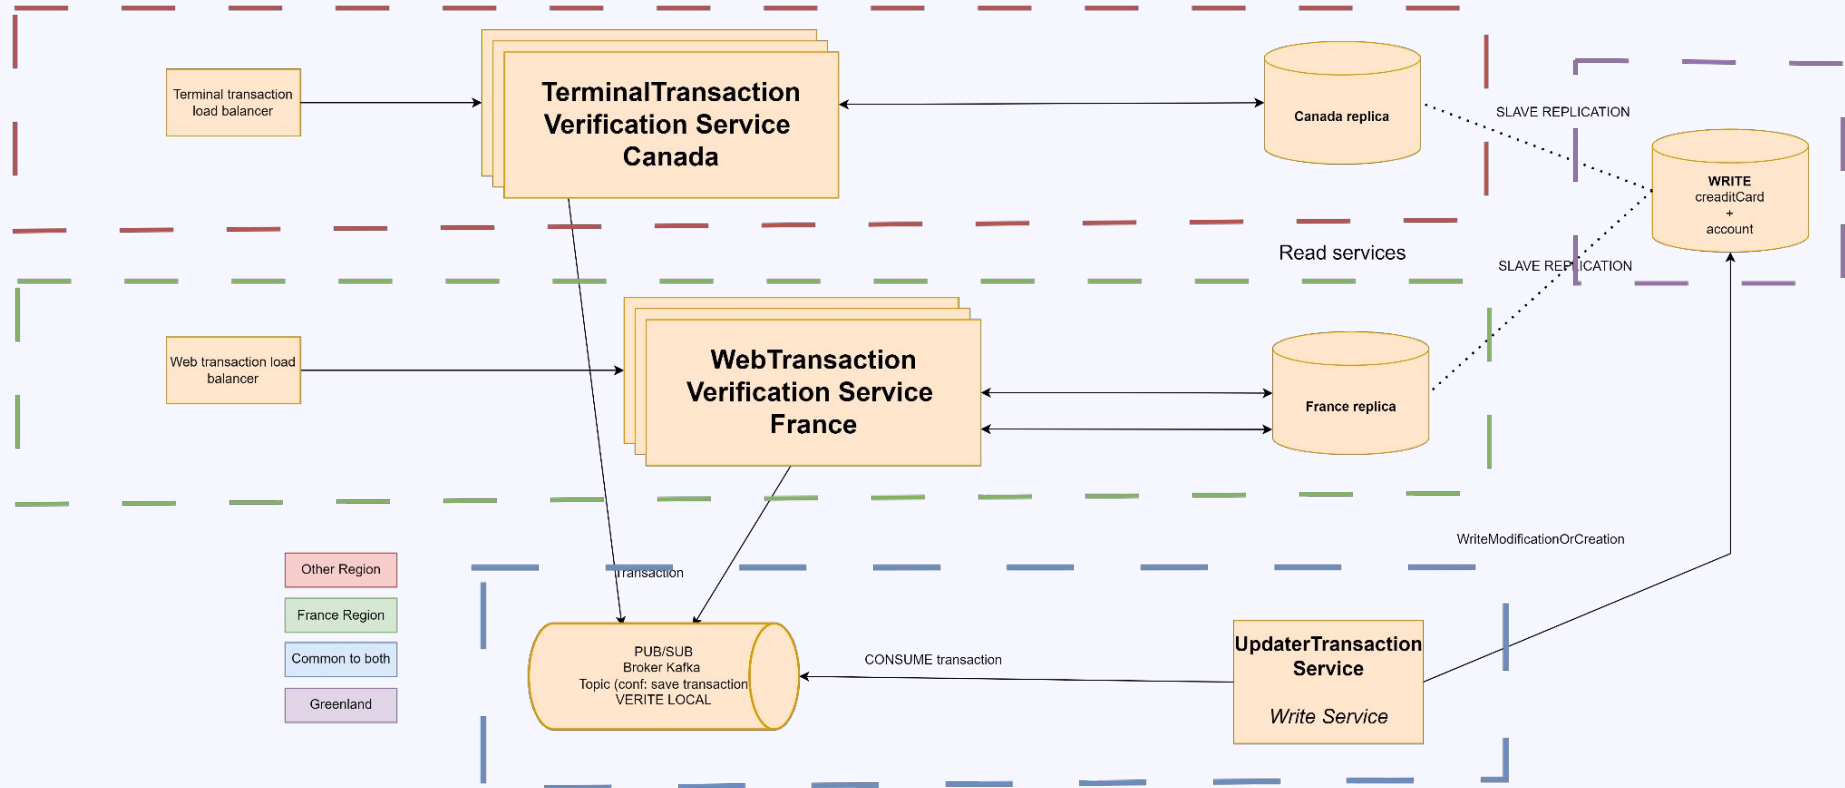 Terminal transaction
load balancer
TerminalTransaction
Verification Service
Canada
Canada replica
SLAVE REPLICATION
WRITE
creaditCard
+
account
Read services
SLAVE REPLICATION
Web transaction load
balancer
WebTransaction
Verification Service
France
France replica
WriteModificationOrCreation
Other Region
France Region
Common to both
Greenland
Transaction
PUB/SUB
Broker Kafka
Topic (conf: save transaction
VERITE LOCAL
CONSUME transaction
UpdaterTransaction
Service
Write Service